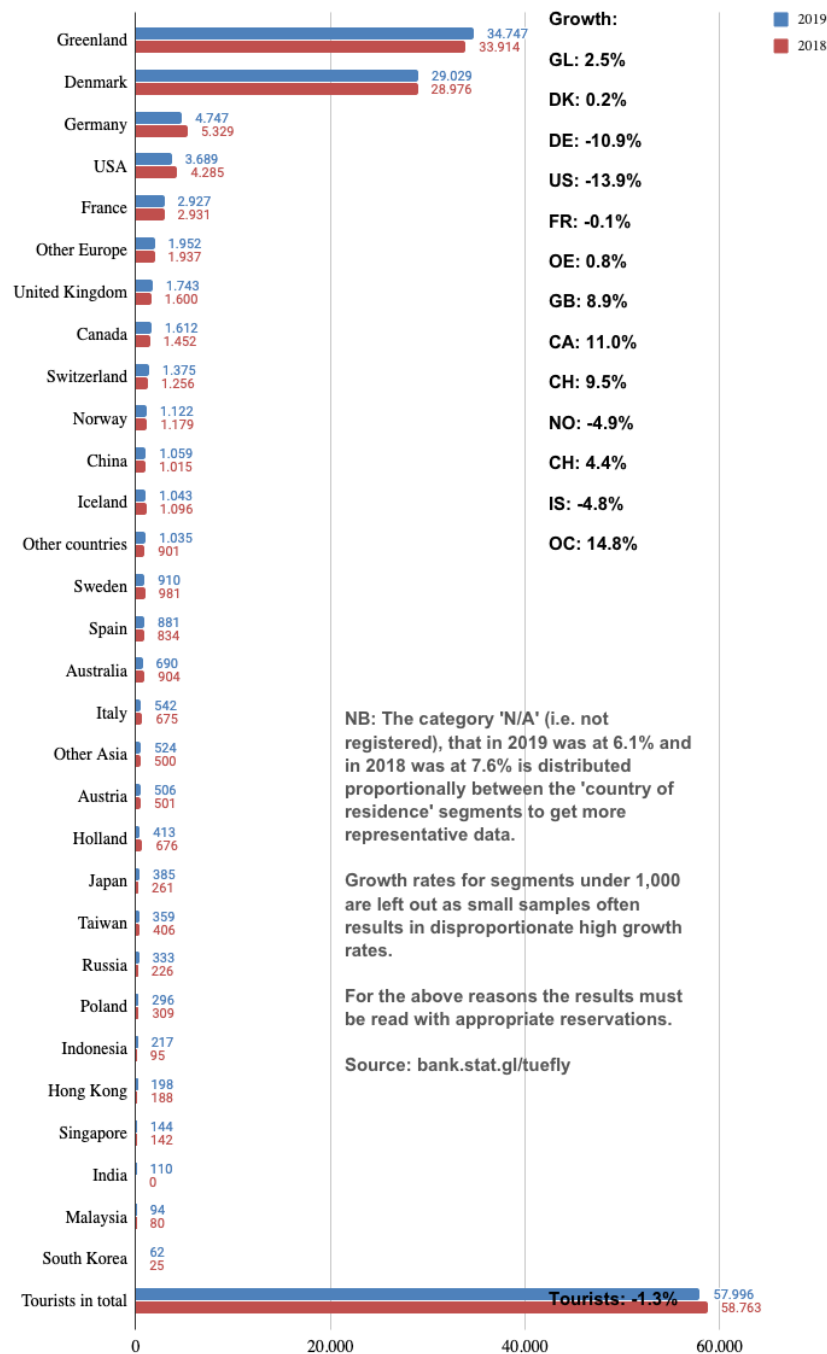 Growth:
2019
2018
Greenland 34.747
33.914
GL: 2.5%
Denmark 29.029
28.976
DK: 0.2%
Germany 4.747
5.329
DE: -10.9%
USA 3.689
4.285
US: -13.9%
France 2.927
2.931
FR: -0.1%
Other Europe 1.952
1.937
OE: 0.8%
United Kingdom 1.743
1.600
GB: 8.9%
Canada 1.612
1.452
CA: 11.0%
Switzerland 1.375
1.256
CH: 9.5%
Norway 1.122
1.179
NO: -4.9%
China 1.059
1.015
CH: 4.4%
Iceland 1.043
1.096
IS: -4.8%
Other countries 1.035
901
OC: 14.8%
Sweden 910
981
Spain 881
834
Australia 690
904
Italy 542
675
Other Asia 524
500
Austria 506
501
Holland 413
676
Japan 385
261
Taiwan 359
406
Russia 333
226
Poland 296
309
Indonesia 217
95
Hong Kong 198
188
Singapore 144
142
India 110
0
Malaysia 94
80
South Korea 62
25
Tourists in total 57.996
58.763
Tourists: -1.3%
NB: The category 'N/A' (i.e. not
registered), that in 2019 was at 6.1% and
in 2018 was at 7.6% is distributed
proportionally between the 'country of
residence' segments to get more
representative data.
Growth rates for segments under 1,000
are left out as small samples often
results in disproportionate high growth
rates.
For the above reasons the results must
be read with appropriate reservations.
Source: bank.stat.gl/tuefly
0 20.000 40.000 60.000